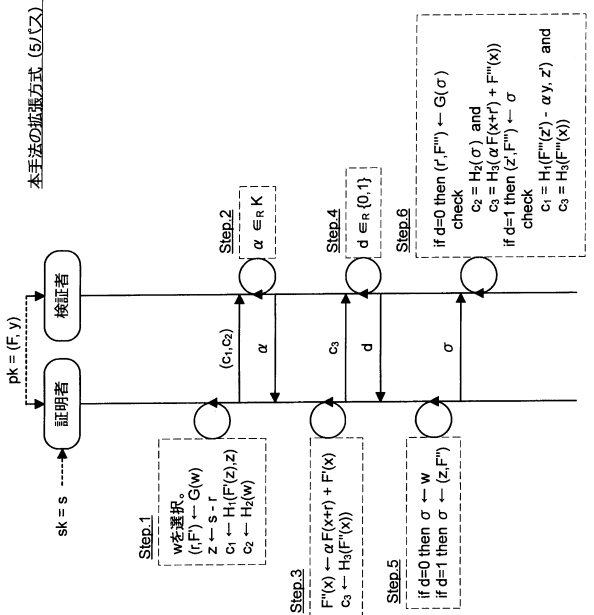 本手法の拡張方式（5パス）
pk = (F, y)
sk = s
証明者
検証者
Step.1
wを選択。
(r,F') ← G(w)
z ← s - r
c₁ ← H₁(F'(z),z)
c₂ ← H₂(w)
(c₁,c₂)
Step.2
α ∈R K
α
Step.3
F''(x) ← αF(x+r) + F'(x)
c₃ ← H₃(F''(x))
c₃
Step.4
d ∈R {0,1}
d
Step.5
if d=0 then σ ← w
if d=1 then σ ← (z,F'')
σ
Step.6
if d=0 then (r',F''') ← G(σ)
check
c₂ = H₂(σ) and
c₃ = H₃(αF(x+r') + F'''(x))
if d=1 then (z',F''') ← σ
check
c₁ = H₁(F'''(z') - αy, z') and
c₃ = H₃(F'''(x))